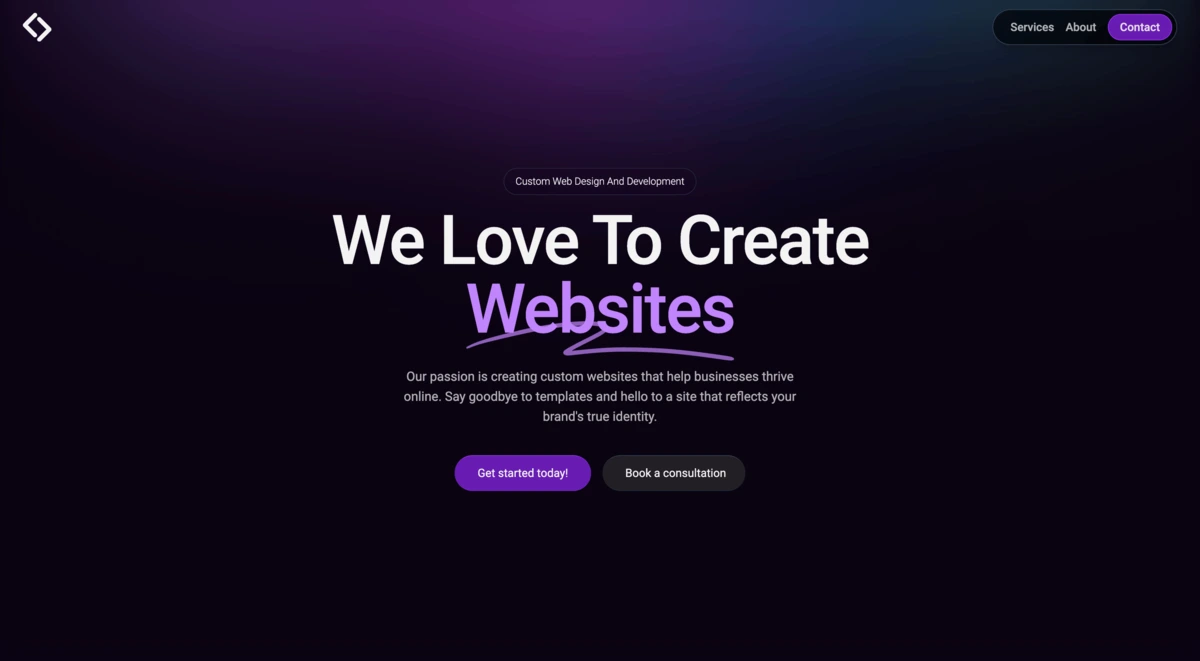 Services About Contact
Custom Web Design And Development
We Love To Create
Websites
Our passion is creating custom websites that help businesses thrive
online. Say goodbye to templates and hello to a site that reflects your
brand's true identity.
Get started today! Book a consultation